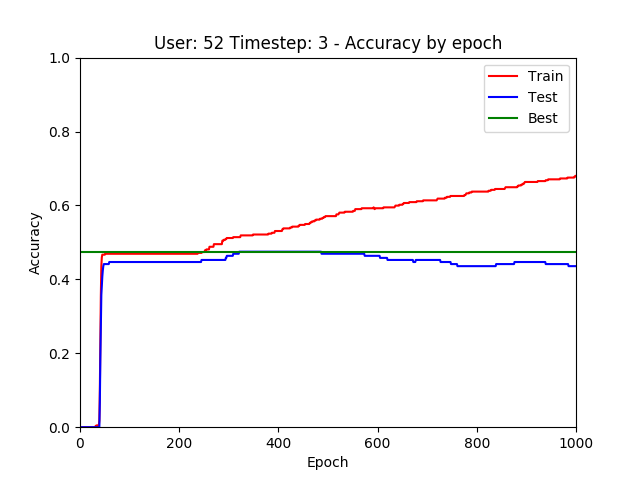 User: 52 Timestep: 3 - Accuracy by epoch
1.0
0.8
0.6
0.4
0.2
0.0
Accuracy
Train
Test
Best
0 200 400 600 800 1000
Epoch